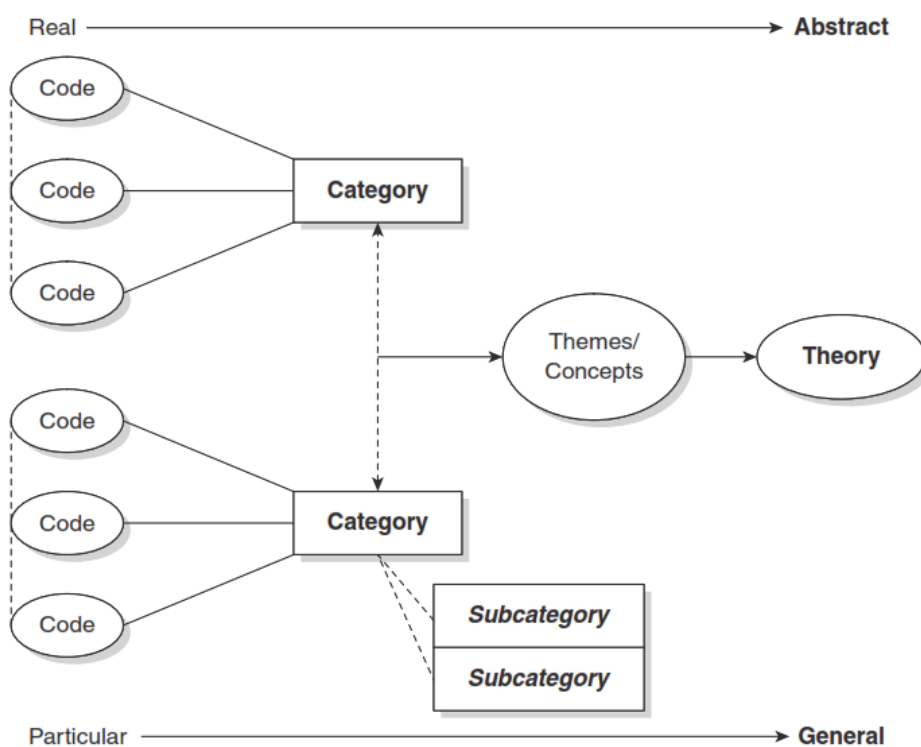 Real
Abstract
Code
Code
Category
Code
Themes/
Concepts
Theory
Code
Code
Category
Code
Subcategory
Subcategory
Particular
General